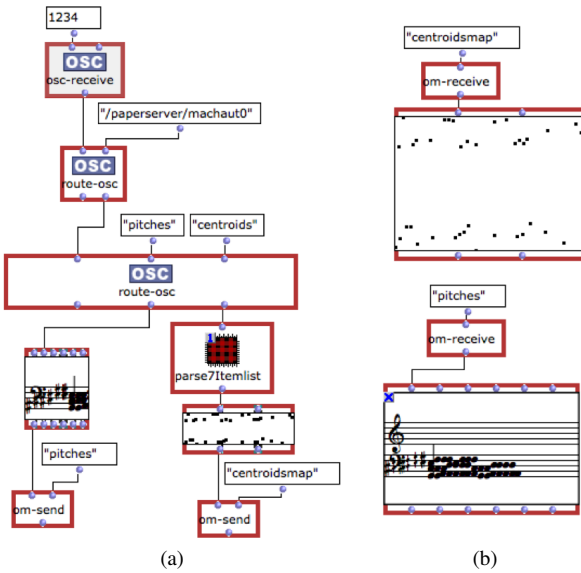 1234
OSC
osc-receive
"/paperserver/machaut0"
OSC
route-osc
"pitches"
"centroids"
OSC
route-osc
1
parse7Itemlist
"pitches"
om-send
"centroidsmap"
om-send
(a)
"centroidsmap"
om-receive
"pitches"
om-receive
x
(b)